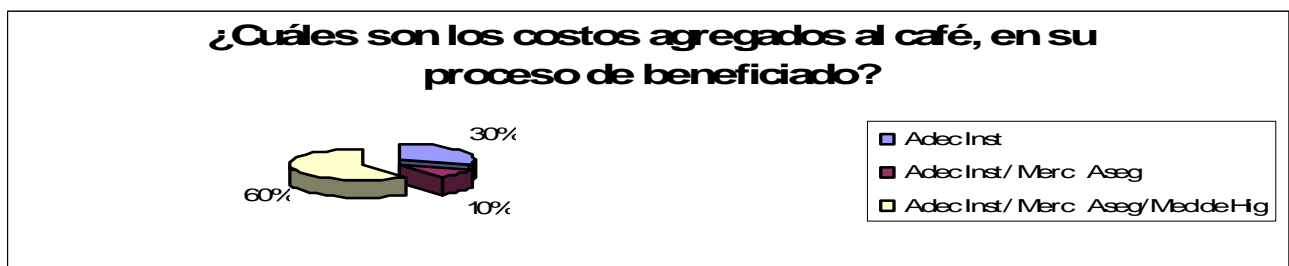 ¿Cuáles son los costos agregados al café, en su
proceso de beneficiado?
30%
60%
10%
Adec Inst
Adec Inst/ Merc Aseg
Adec Inst/ Merc Aseg/Med de Hig